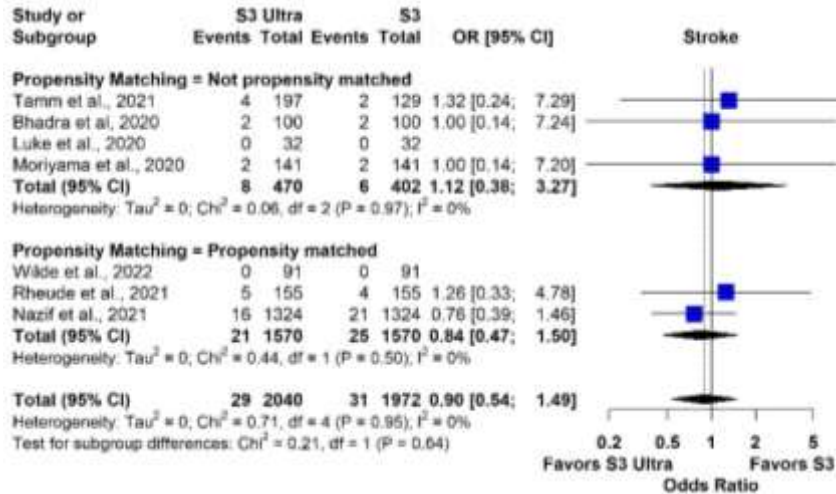 Study or S3 Ultra S3
Subgroup Events Total Events Total OR [95% CI] Stroke
Propensity Matching = Not propensity matched
Tamm et al., 2021 4 197 2 129 1.32 [0.24; 7.29]
Bhadra et al, 2020 2 100 2 100 1.00 [0.14; 7.24]
Luke et al., 2020 0 32 0 32
Moriyama et al., 2020 2 141 2 141 1.00 [0.14; 7.20]
Total (95% CI) 8 470 6 402 1.12 [0.38; 3.27]
Heterogeneity: Tau² = 0; Chi² = 0.06, df = 2 (P = 0.97); I² = 0%
Propensity Matching = Propensity matched
Wilde et al., 2022 0 91 0 91
Rheude et al., 2021 5 155 4 155 1.26 [0.33; 4.78]
Nazif et al., 2021 16 1324 21 1324 0.76 [0.39; 1.46]
Total (95% CI) 21 1570 25 1570 0.84 [0.47; 1.50]
Heterogeneity: Tau² = 0; Chi² = 0.44, df = 1 (P = 0.50); I² = 0%
Total (95% CI) 29 2040 31 1972 0.90 [0.54; 1.49]
Heterogeneity: Tau² = 0; Chi² = 0.71, df = 4 (P = 0.95); I² = 0%
Test for subgroup differences: Chi² = 0.21, df = 1 (P = 0.64)
0.2 0.5 1 2 5
Favors S3 Ultra Favors S3
Odds Ratio